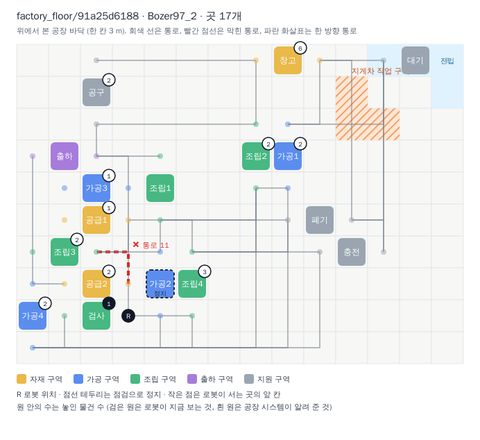 factory_floor/91a25d6188 · Bozer97_2 · 곳 17개
위에서 본 공장 바닥 (한 칸 3 m). 회색 선은 통로, 빨간 점선은 막힌 통로, 파란 화살표는 한 방향 통로
창고 6
대기
지게차 작업 구
공구 2
출하
조립2 2
가공1 2
가공3 1
조립1
공급1 1
폐기
조립3 2
✖ 통로 11
충전
공급2 2
가공2
조립4 3
가공4 2
검사 1
R
자재 구역 가공 구역 조립 구역 출하 구역 지원 구역
R 로봇 위치 · 점선 테두리는 점검으로 정지 · 작은 점은 로봇이 서는 곳의 앞 칸
원 안의 수는 놓인 물건 수 (검은 원은 로봇이 지금 보는 것, 흰 원은 공장 시스템이 알려 준 것)